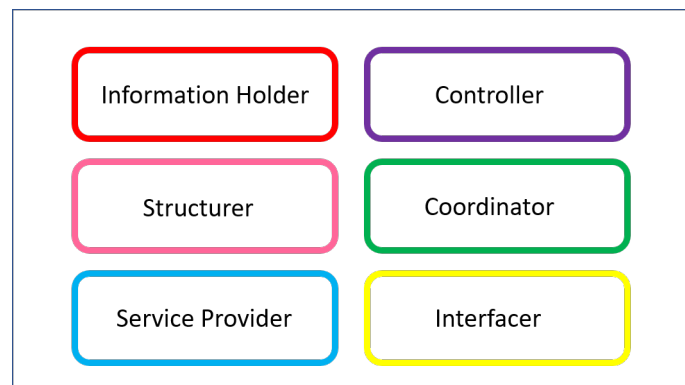 Information Holder
Controller
Structurer
Coordinator
Service Provider
Interfacer